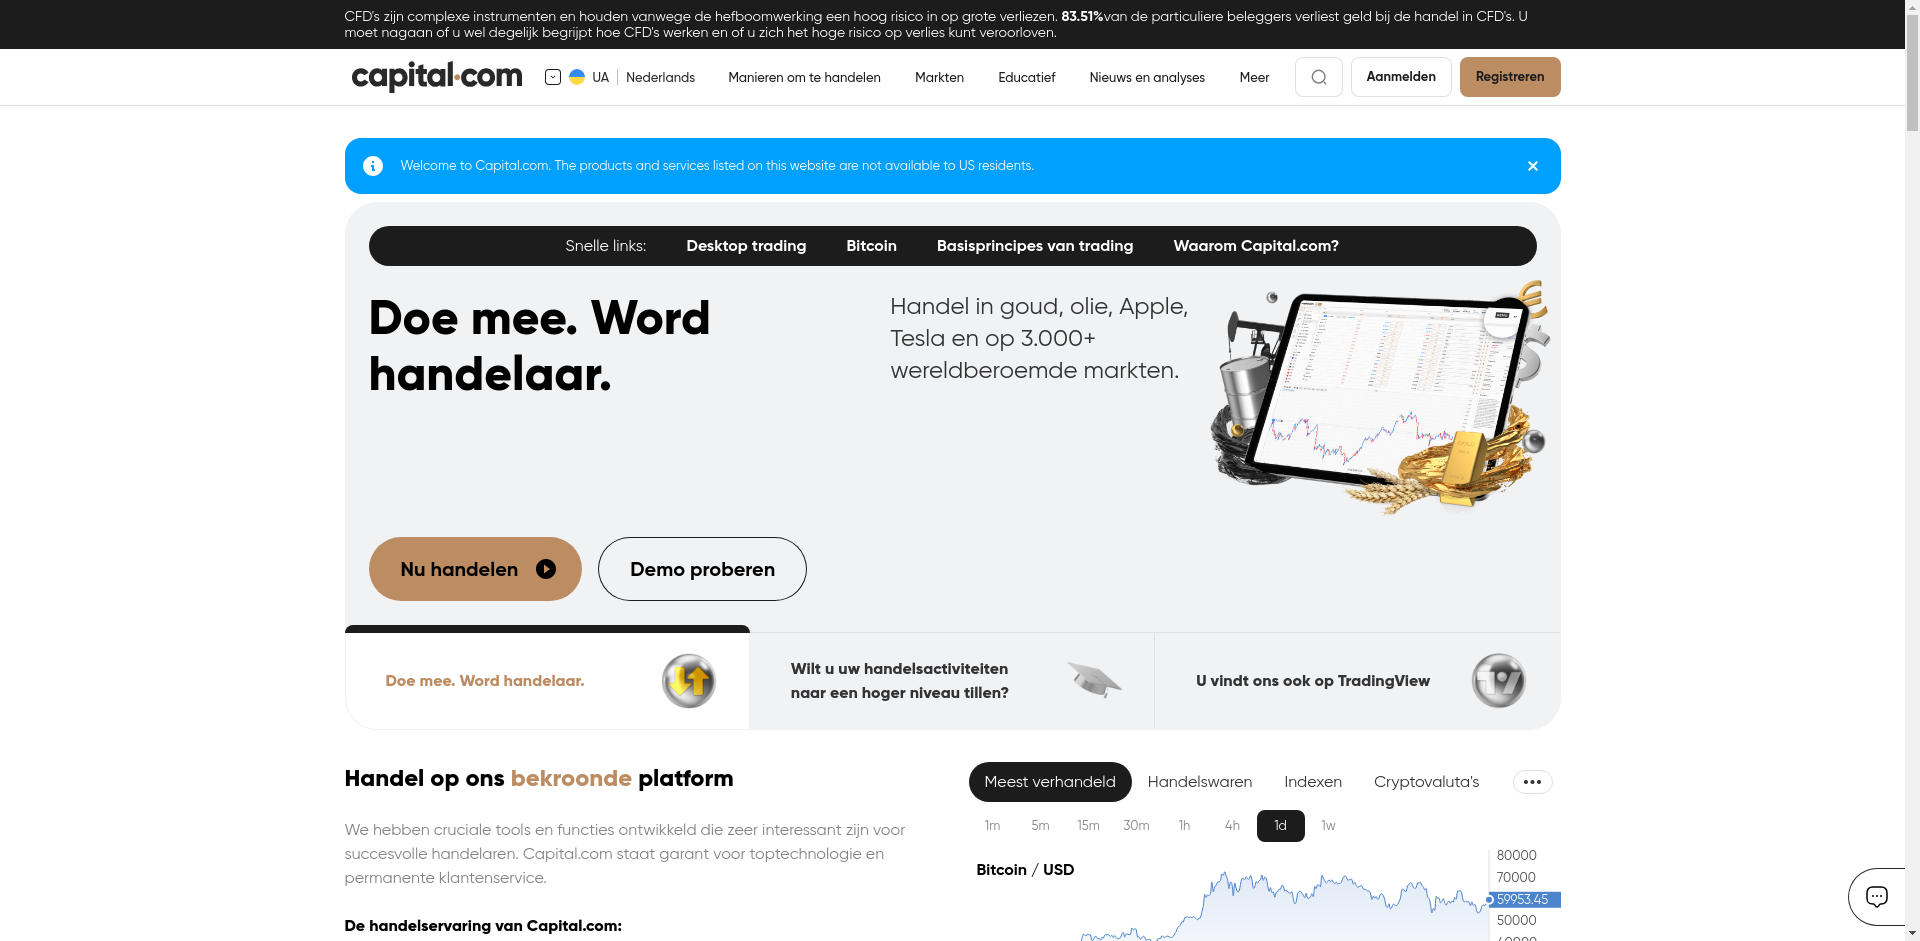 CFD's zijn complexe instrumenten en houden vanwege de hefboomwerking een hoog risico in op grote verliezen. 83.51%van de particuliere beleggers verliest geld bij de handel in CFD's. U
moet nagaan of u wel degelijk begrijpt hoe CFD's werken en of u zich het hoge risico op verlies kunt veroorloven.
capital.com
UA
Nederlands
Manieren om te handelen
Markten
Educatief
Nieuws en analyses
Meer
Aanmelden
Registreren
Welcome to Capital.com. The products and services listed on this website are not available to US residents.
Snelle links:
Desktop trading
Bitcoin
Basisprincipes van trading
Waarom Capital.com?
Doe mee. Word
handelaar.
Handel in goud, olie, Apple,
Tesla en op 3.000+
wereldberoemde markten.
Nu handelen
Demo proberen
Doe mee. Word handelaar.
Wilt u uw handelsactiviteiten
naar een hoger niveau tillen?
U vindt ons ook op TradingView
Handel op ons bekroonde platform
We hebben cruciale tools en functies ontwikkeld die zeer interessant zijn voor
succesvolle handelaren. Capital.com staat garant voor toptechnologie en
permanente klantenservice.
De handelservaring van Capital.com:
Meest verhandeld
Handelswaren
Indexen
Cryptovaluta's
1m
5m
15m
30m
1h
4h
1d
1w
Bitcoin / USD
80000
70000
59953.45
50000